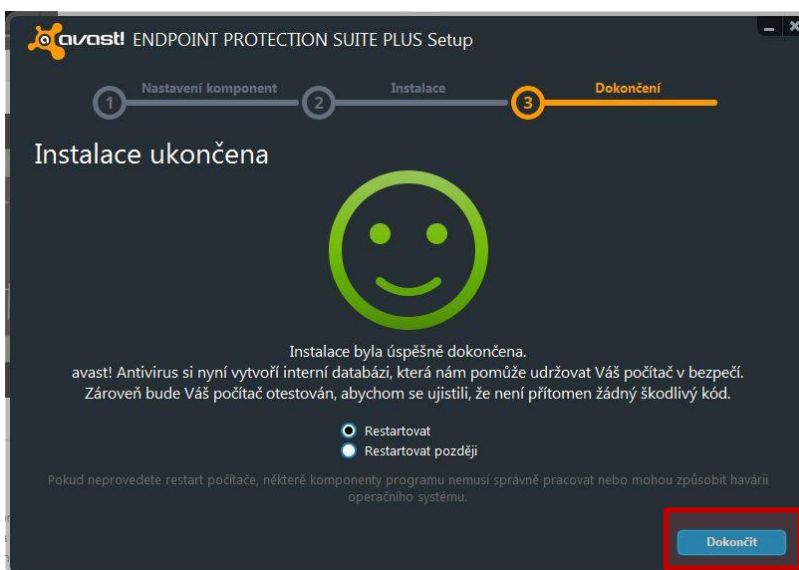 avast! ENDPOINT PROTECTION SUITE PLUS Setup
1 Nastavení komponent 2 Instalace 3 Dokončení
Instalace ukončena
Instalace byla úspěšně dokončena.
avast! Antivirus si nyní vytvoří interní databázi, která nám pomůže udržovat Váš počítač v bezpečí.
Zároveň bude Váš počítač otestován, abychom se ujistili, že není přítomen žádný škodlivý kód.
Restartovat
Restartovat později
Pokud neprovedete restart počítače, některé komponenty programu nemusí správně pracovat nebo mohou způsobit havárii
operačního systému.
Dokončit